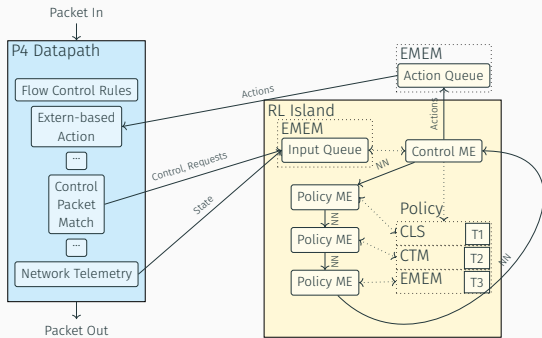 Packet In
P4 Datapath
Flow Control Rules
Extern-based
Action
...
Control
Packet
Match
...
Network Telemetry
Packet Out
Actions
Control, Requests
State
EMEM
Action Queue
Actions
RL Island
EMEM
Input Queue
NN
Control ME
Policy ME
NN
Policy ME
NN
Policy ME
Policy
CLS
T1
CTM
T2
EMEM
T3
NN